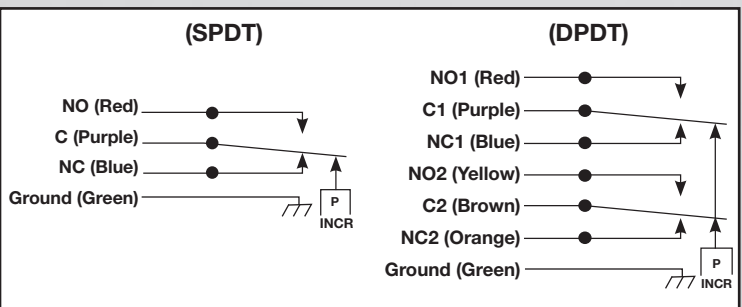 (SPDT)
NO (Red)
C (Purple)
NC (Blue)
Ground (Green)
P
INCR
(DPDT)
NO1 (Red)
C1 (Purple)
NC1 (Blue)
NO2 (Yellow)
C2 (Brown)
NC2 (Orange)
Ground (Green)
P
INCR